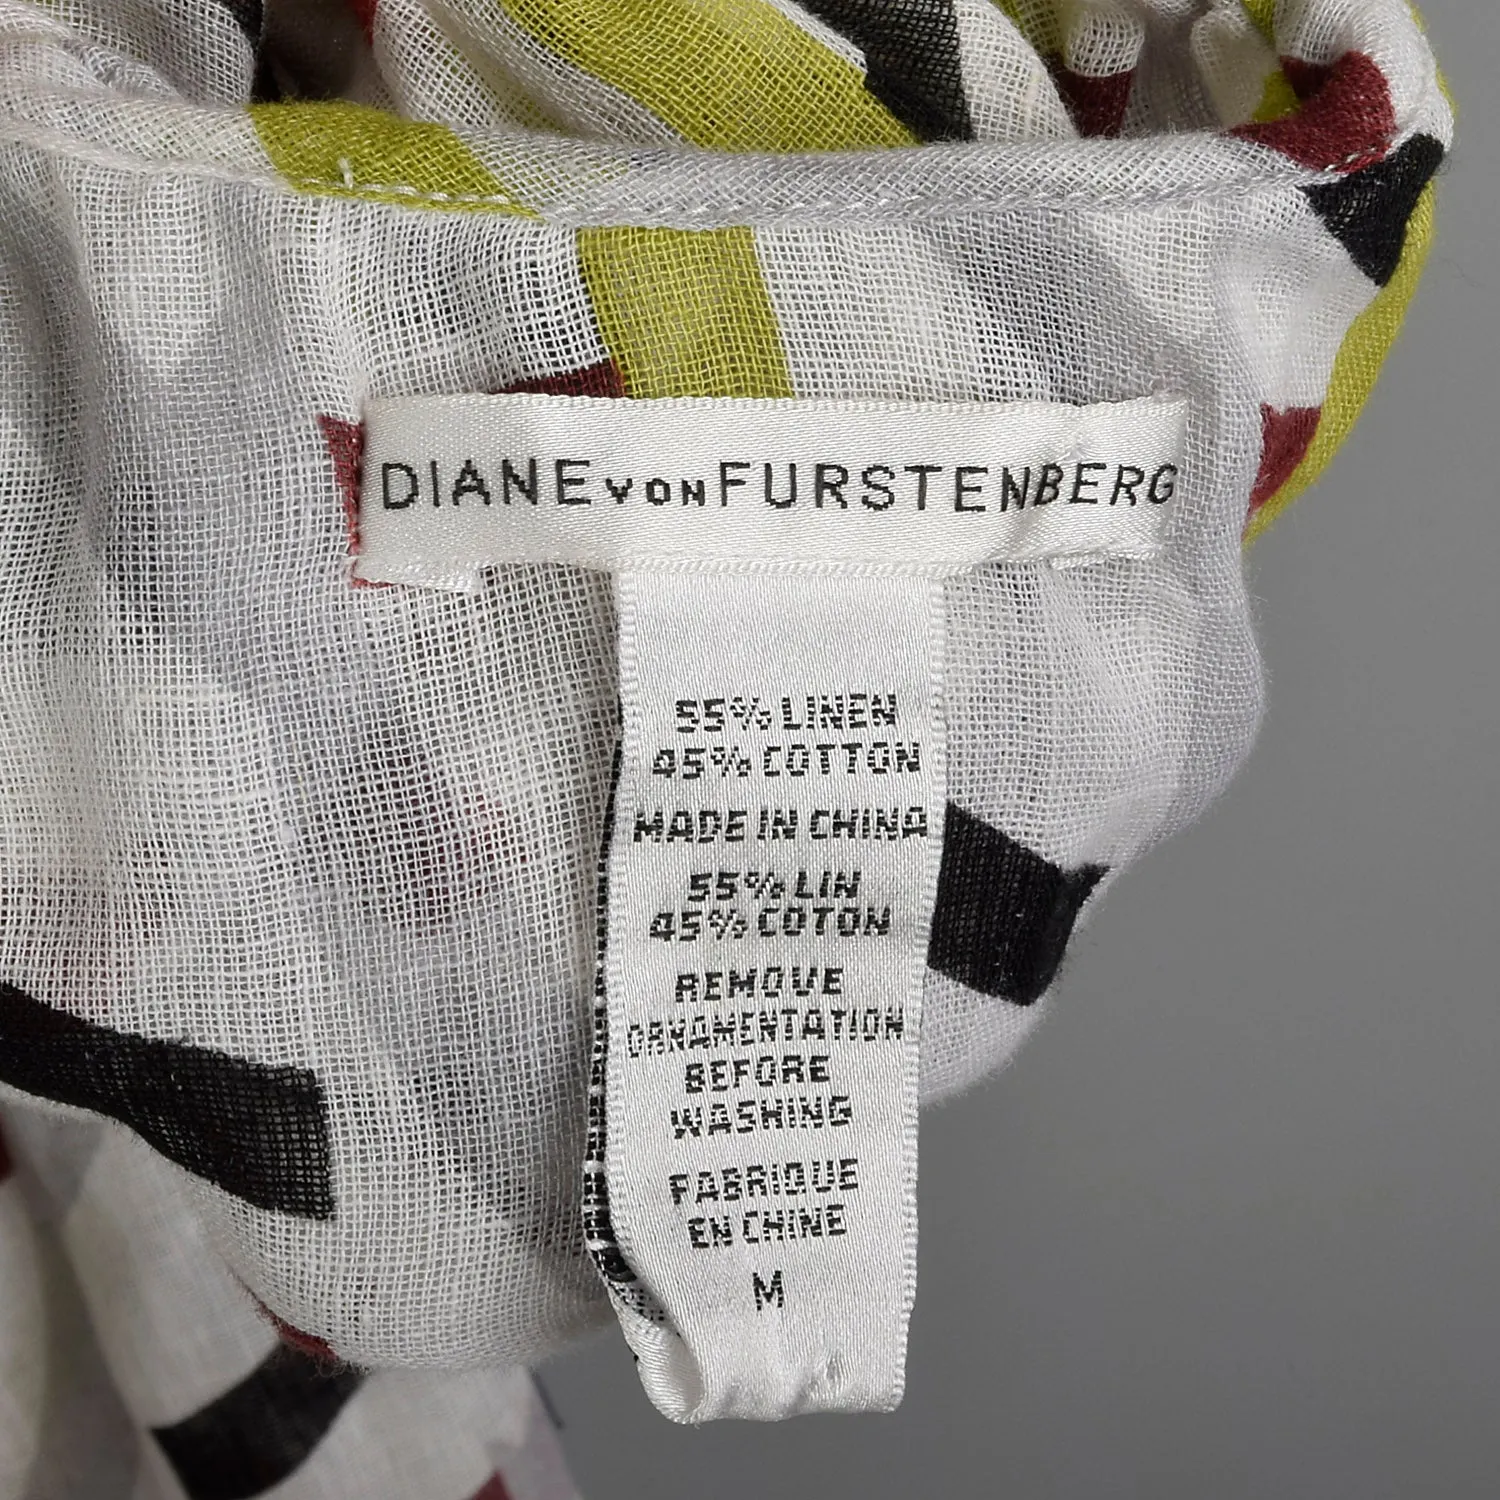 DIANE VON FURSTENBERG
55% LINEN
45% COTTON
MADE IN CHINA
55% LIN
45% COTON
REMOVE
ORNAMENTATION
BEFORE
WASHING
FABRIQUE
EN CHINE
M